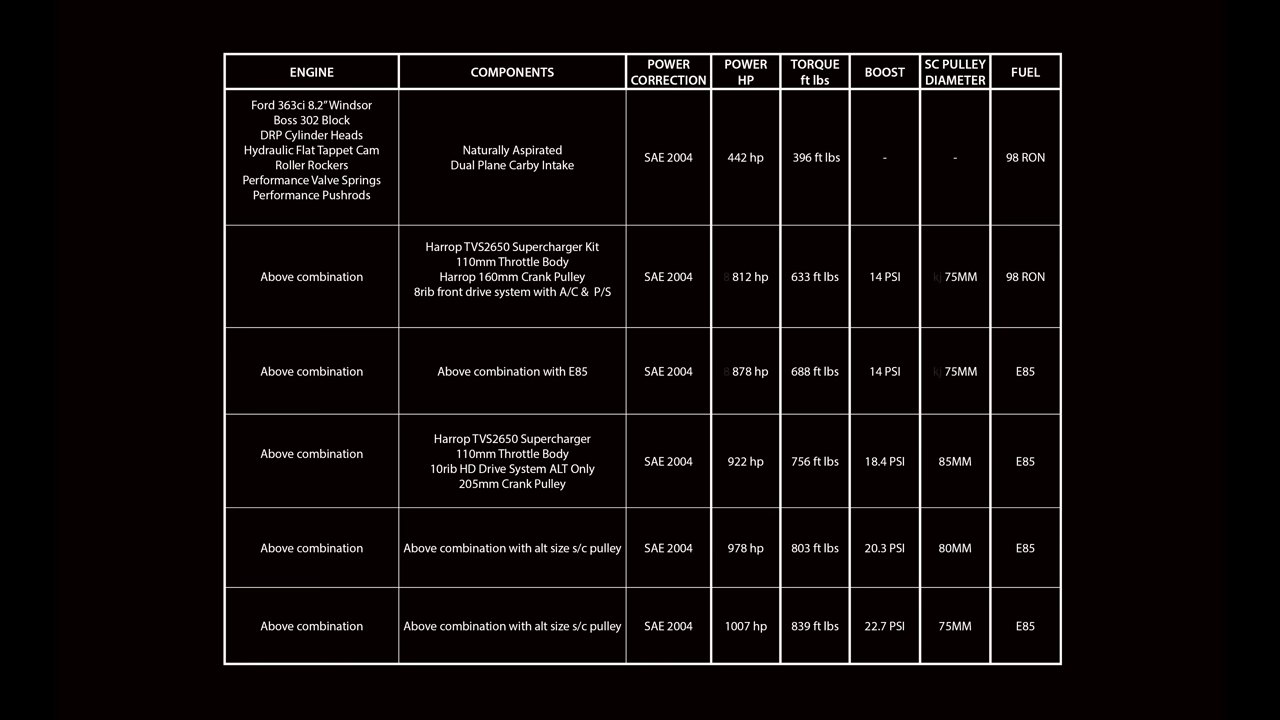 ENGINE
COMPONENTS
POWER
CORRECTION
POWER
HP
TORQUE
ft lbs
BOOST
SC PULLEY
DIAMETER
FUEL
Ford 363ci 8.2” Windsor
Boss 302 Block
DRP Cylinder Heads
Hydraulic Flat Tappet Cam
Roller Rockers
Performance Valve Springs
Performance Pushrods
Naturally Aspirated
Dual Plane Carby Intake
SAE 2004
442 hp
396 ft lbs
-
-
98 RON
Above combination
Harrop TVS2650 Supercharger Kit
110mm Throttle Body
Harrop 160mm Crank Pulley
8rib front drive system with A/C & P/S
SAE 2004
812 hp
633 ft lbs
14 PSI
75MM
98 RON
Above combination
Above combination with E85
SAE 2004
878 hp
688 ft lbs
14 PSI
75MM
E85
Above combination
Harrop TVS2650 Supercharger
110mm Throttle Body
10rib HD Drive System ALT Only
205mm Crank Pulley
SAE 2004
922 hp
756 ft lbs
18.4 PSI
85MM
E85
Above combination
Above combination with alt size s/c pulley
SAE 2004
978 hp
803 ft lbs
20.3 PSI
80MM
E85
Above combination
Above combination with alt size s/c pulley
SAE 2004
1007 hp
839 ft lbs
22.7 PSI
75MM
E85